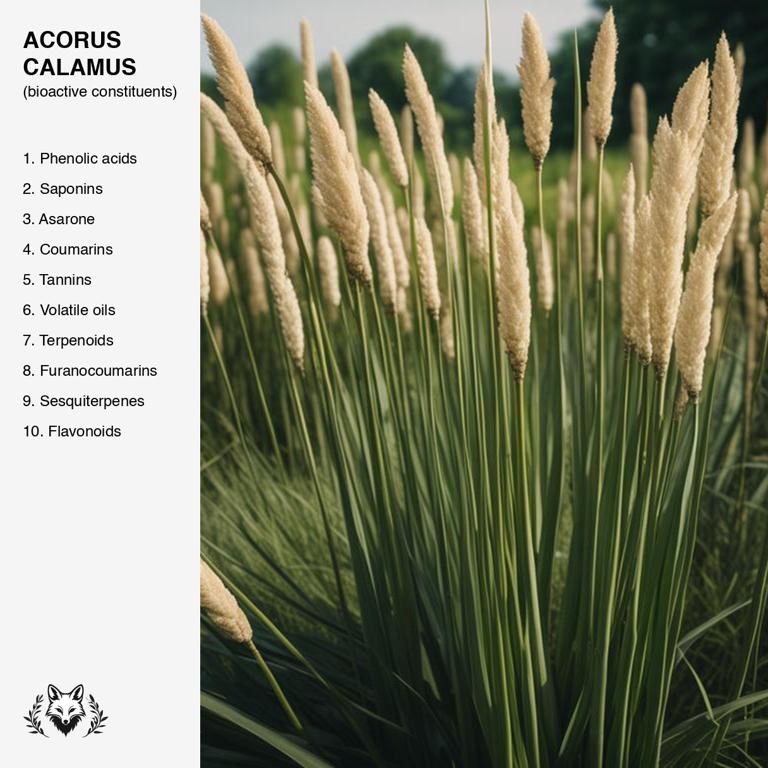 ACORUS
CALAMUS
(bioactive constituents)
1. Phenolic acids
2. Saponins
3. Asarone
4. Coumarins
5. Tannins
6. Volatile oils
7. Terpenoids
8. Furanocoumarins
9. Sesquiterpenes
10. Flavonoids